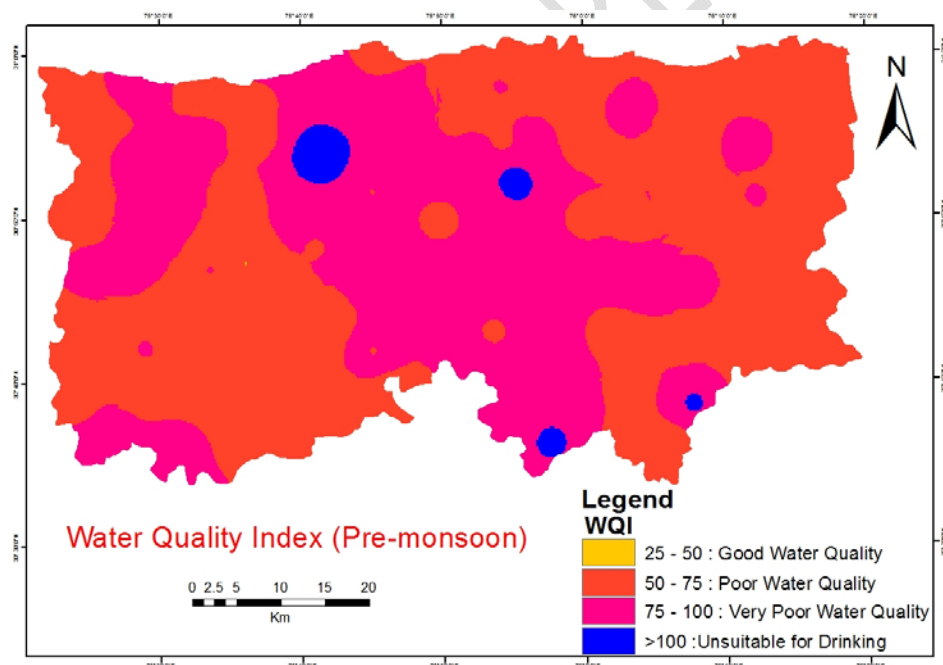 N
Legend
WQI
Water Quality Index (Pre-monsoon)
25 - 50 : Good Water Quality
50 - 75 : Poor Water Quality
75 - 100 : Very Poor Water Quality
>100 :Unsuitable for Drinking
0 2.5 5 10 15 20
Km